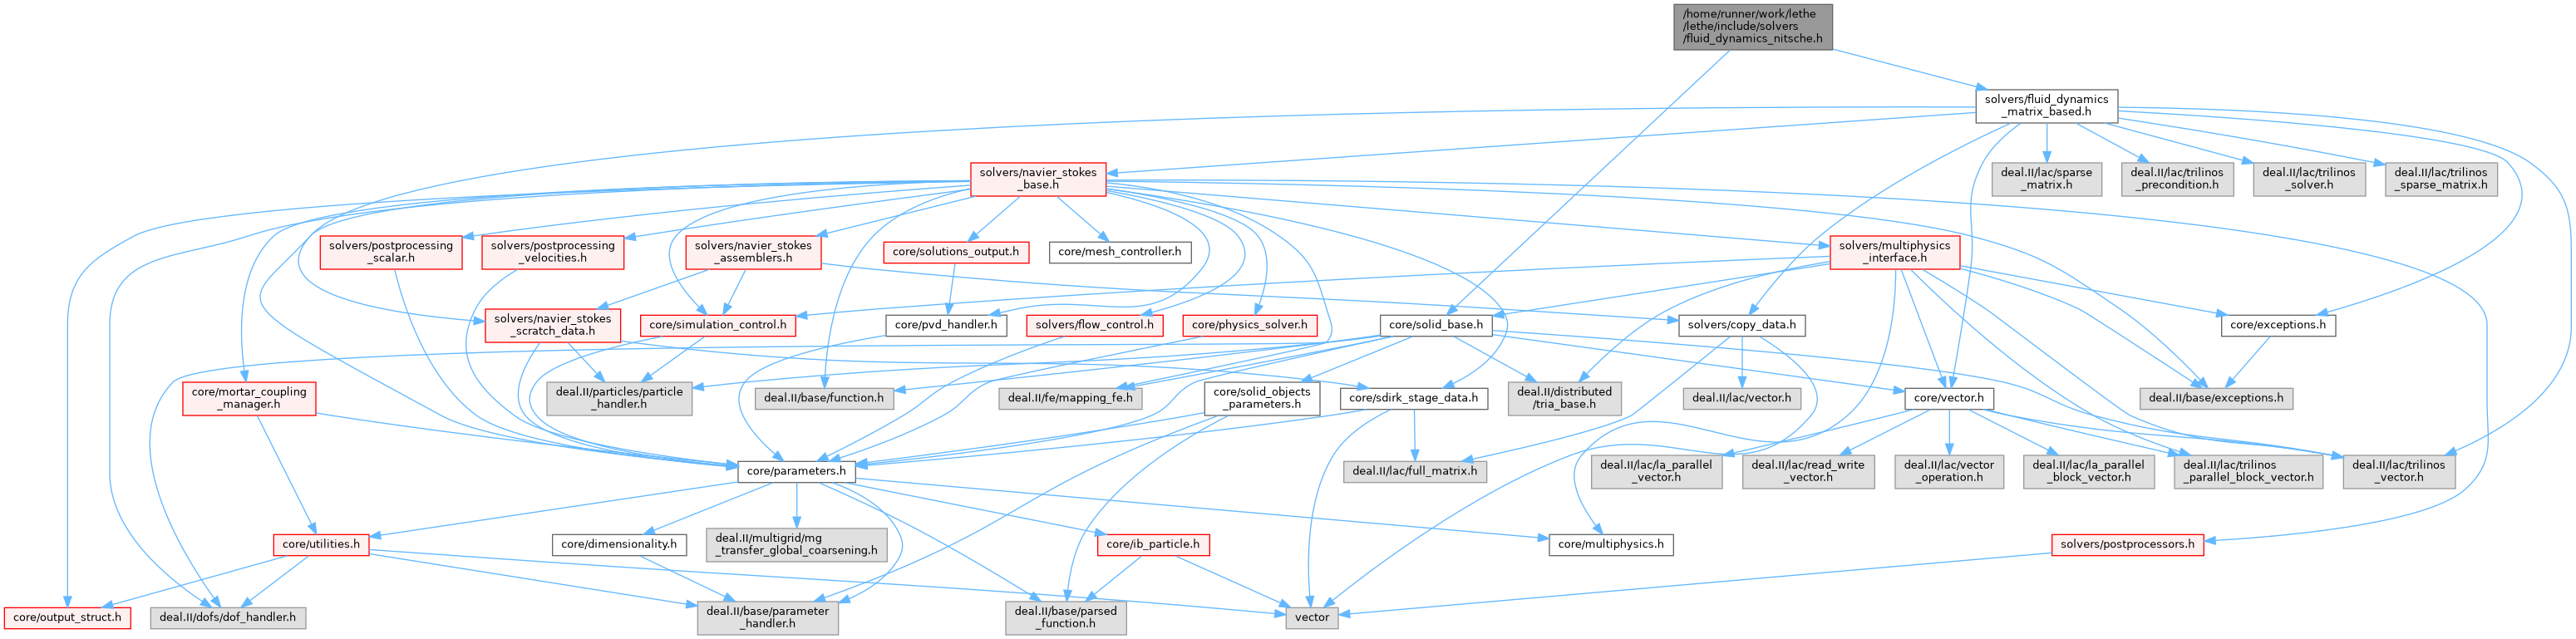 /home/runner/work/lethe
/lethe/include/solvers
/fluid_dynamics_nitsche.h
solvers/fluid_dynamics
_matrix_based.h
solvers/navier_stokes
_base.h
deal.II/lac/sparse
_matrix.h
deal.II/lac/trilinos
_precondition.h
deal.II/lac/trilinos
_solver.h
deal.II/lac/trilinos
_sparse_matrix.h
solvers/postprocessing
_scalar.h
solvers/postprocessing
_velocities.h
solvers/navier_stokes
_assemblers.h
core/solutions_output.h
core/mesh_controller.h
solvers/multiphysics
_interface.h
solvers/navier_stokes
_scratch_data.h
core/simulation_control.h
core/pvd_handler.h
solvers/flow_control.h
core/physics_solver.h
core/solid_base.h
solvers/copy_data.h
core/exceptions.h
core/mortar_coupling
_manager.h
deal.II/particles/particle
_handler.h
deal.II/base/function.h
deal.II/fe/mapping_fe.h
core/solid_objects
_parameters.h
core/sdirk_stage_data.h
deal.II/distributed
/tria_base.h
deal.II/lac/vector.h
core/vector.h
deal.II/base/exceptions.h
core/parameters.h
deal.II/lac/full_matrix.h
deal.II/lac/la_parallel
_vector.h
deal.II/lac/read_write
_vector.h
deal.II/lac/vector
_operation.h
deal.II/lac/la_parallel
_block_vector.h
deal.II/lac/trilinos
_parallel_block_vector.h
deal.II/lac/trilinos
_vector.h
core/utilities.h
core/dimensionality.h
deal.II/multigrid/mg
_transfer_global_coarsening.h
core/ib_particle.h
core/multiphysics.h
solvers/postprocessors.h
core/output_struct.h
deal.II/dofs/dof_handler.h
deal.II/base/parameter
_handler.h
deal.II/base/parsed
_function.h
vector